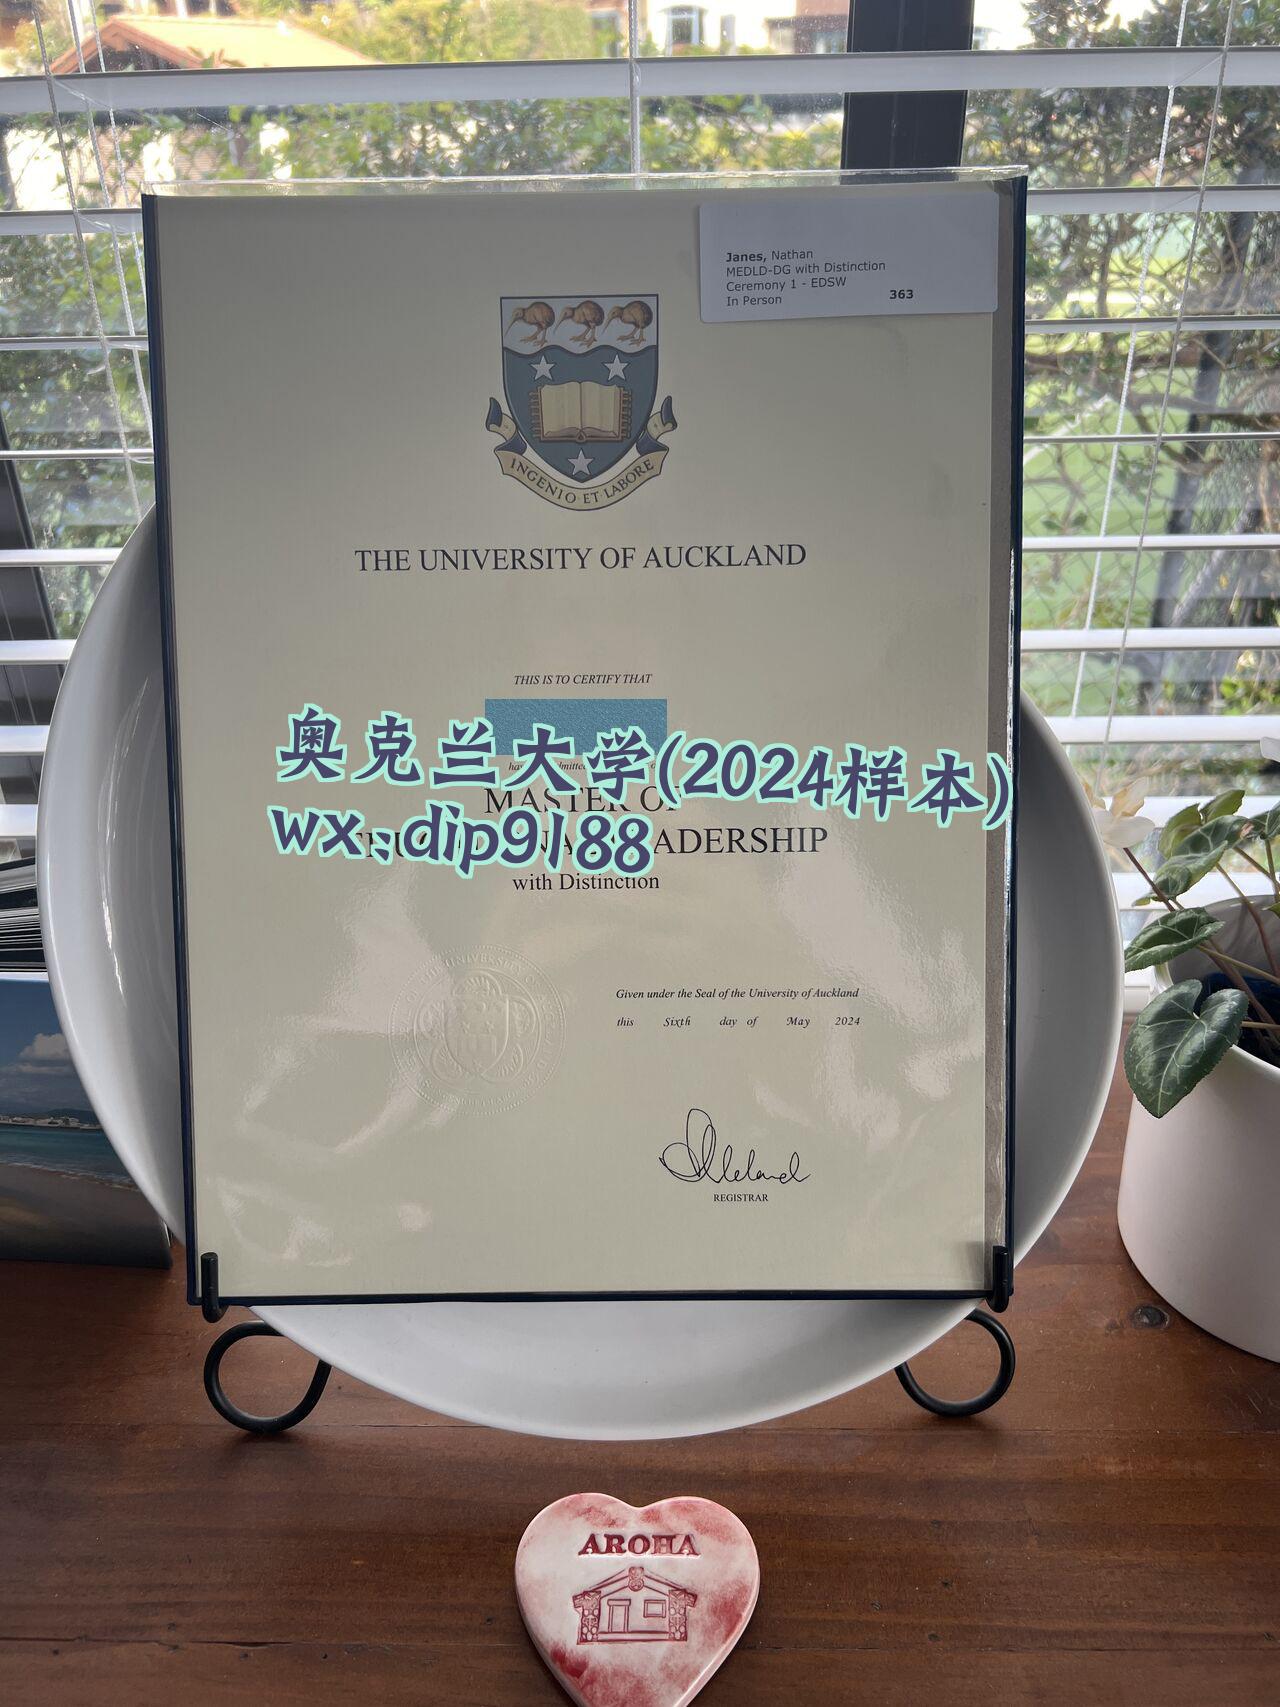 Janes, Nathan
MEDLD-DG with Distinction
Ceremony 1 - EDSW
In Person 363
INGENIO ET LABORE
THE UNIVERSITY OF AUCKLAND
THIS IS TO CERTIFY THAT
奥克兰大学(2024样本)
MASTER OF
wx:dip9188
with Distinction
Given under the Seal of the University of Auckland
this Sixth day of May 2024
REGISTRAR
AROHA